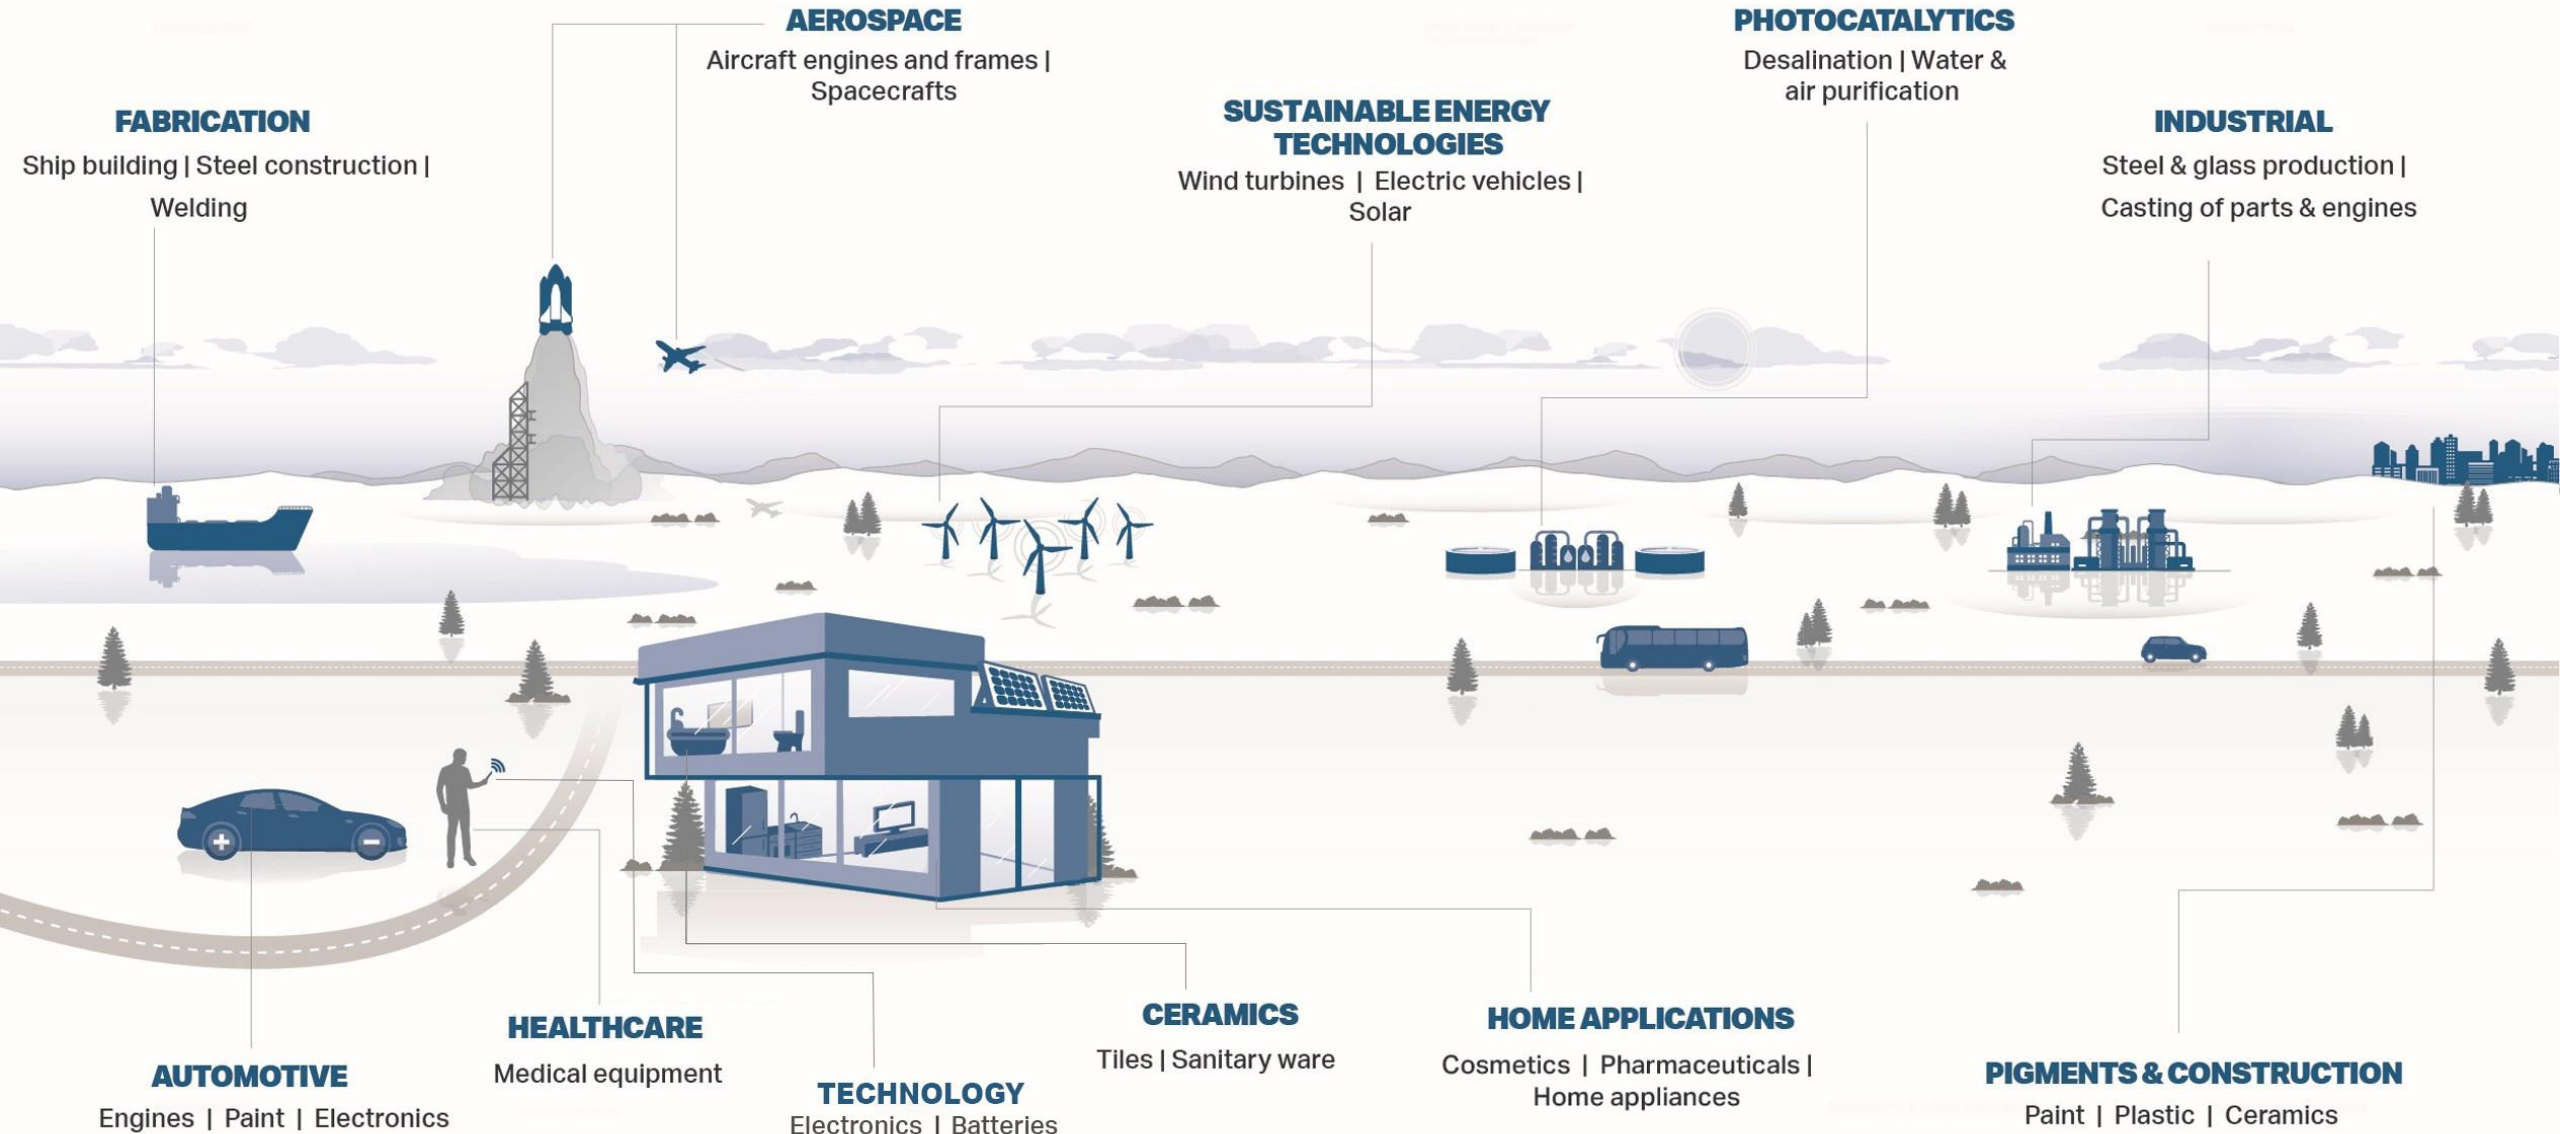 AEROSPACE
Aircraft engines and frames |
Spacecrafts
PHOTOCATALYTICS
Desalination | Water &
air purification
FABRICATION
Ship building | Steel construction |
Welding
SUSTAINABLE ENERGY
TECHNOLOGIES
Wind turbines | Electric vehicles |
Solar
INDUSTRIAL
Steel & glass production |
Casting of parts & engines
AUTOMOTIVE
Engines | Paint | Electronics
HEALTHCARE
Medical equipment
TECHNOLOGY
Electronics | Batteries
CERAMICS
Tiles | Sanitary ware
HOME APPLICATIONS
Cosmetics | Pharmaceuticals |
Home appliances
PIGMENTS & CONSTRUCTION
Paint | Plastic | Ceramics